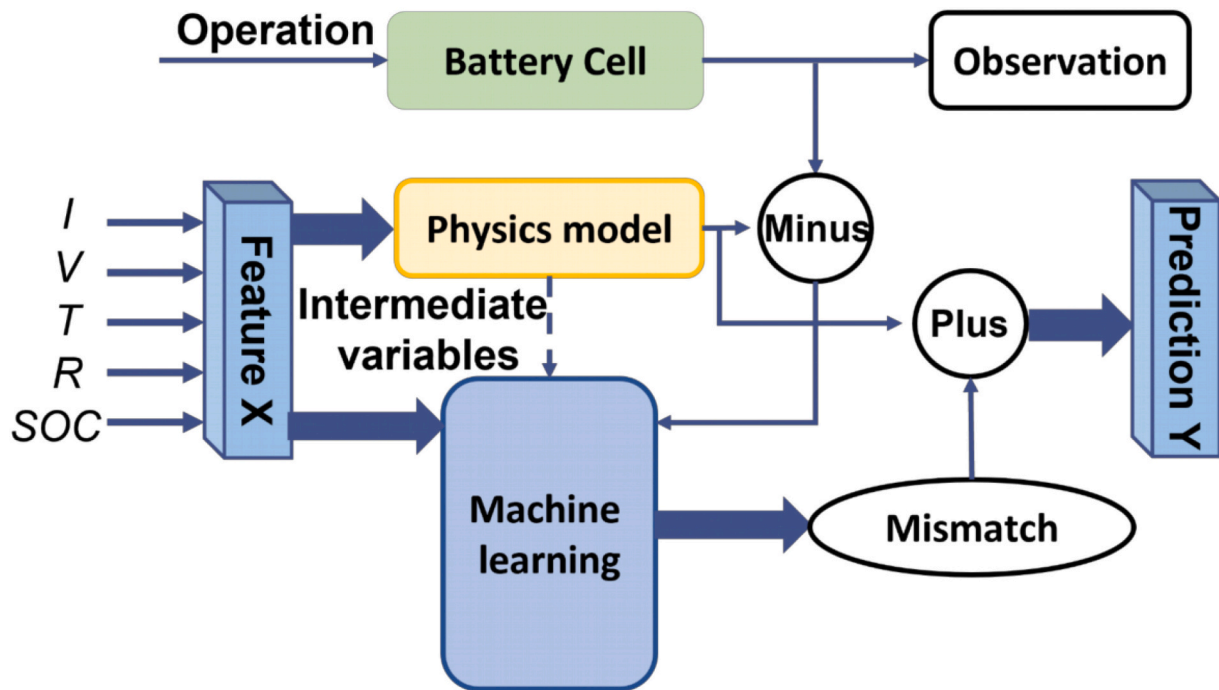 Operation
Battery Cell
Observation
I
V
T
R
SOC
Feature X
Physics model
Minus
Intermediate
variables
Plus
Prediction Y
Machine
learning
Mismatch